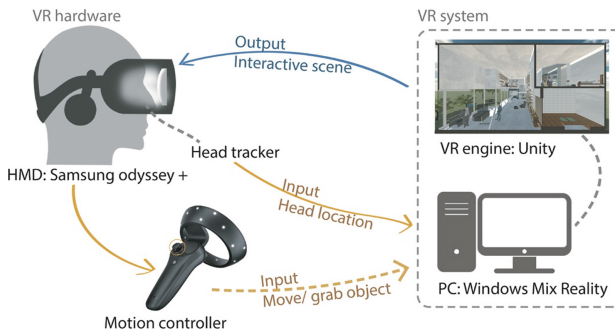 VR hardware
VR system
Output
Interactive scene
Head tracker
HMD: Samsung odyssey +
VR engine: Unity
Input
Head location
Input
Move/ grab object
PC: Windows Mix Reality
Motion controller